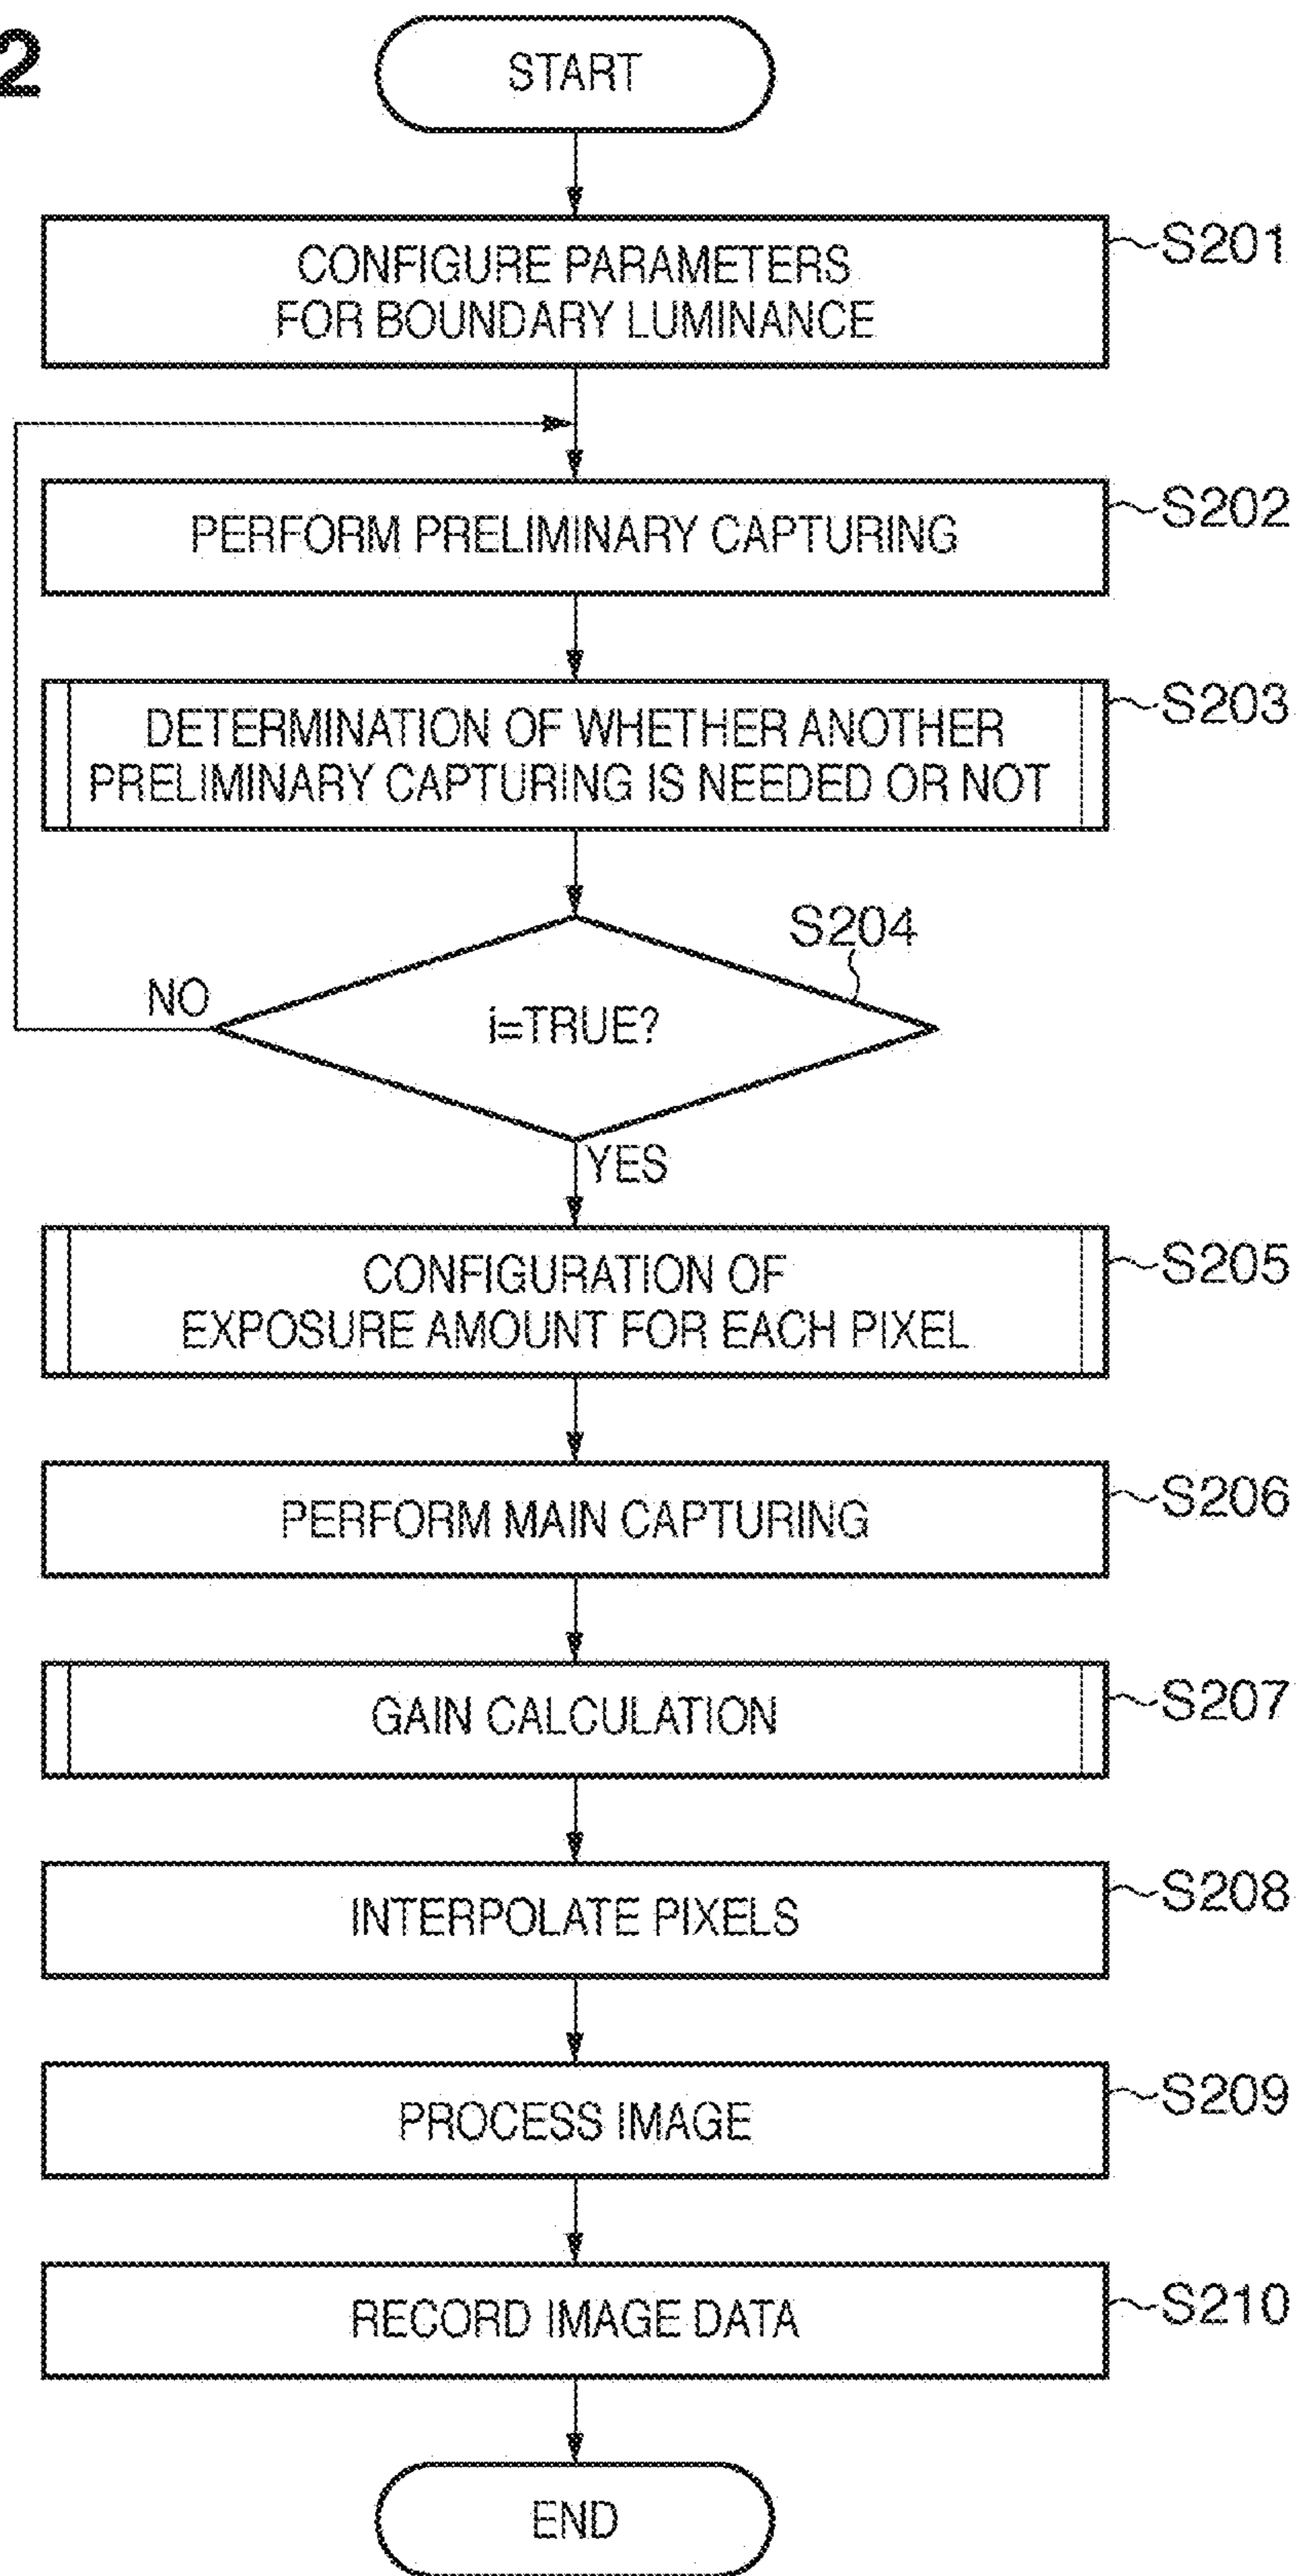 2
START
CONFIGURE PARAMETERS
FOR BOUNDARY LUMINANCE
S201
PERFORM PRELIMINARY CAPTURING
S202
DETERMINATION OF WHETHER ANOTHER
PRELIMINARY CAPTURING IS NEEDED OR NOT
S203
S204
NO
i=TRUE?
YES
CONFIGURATION OF
EXPOSURE AMOUNT FOR EACH PIXEL
S205
PERFORM MAIN CAPTURING
S206
GAIN CALCULATION
S207
INTERPOLATE PIXELS
S208
PROCESS IMAGE
S209
RECORD IMAGE DATA
S210
END